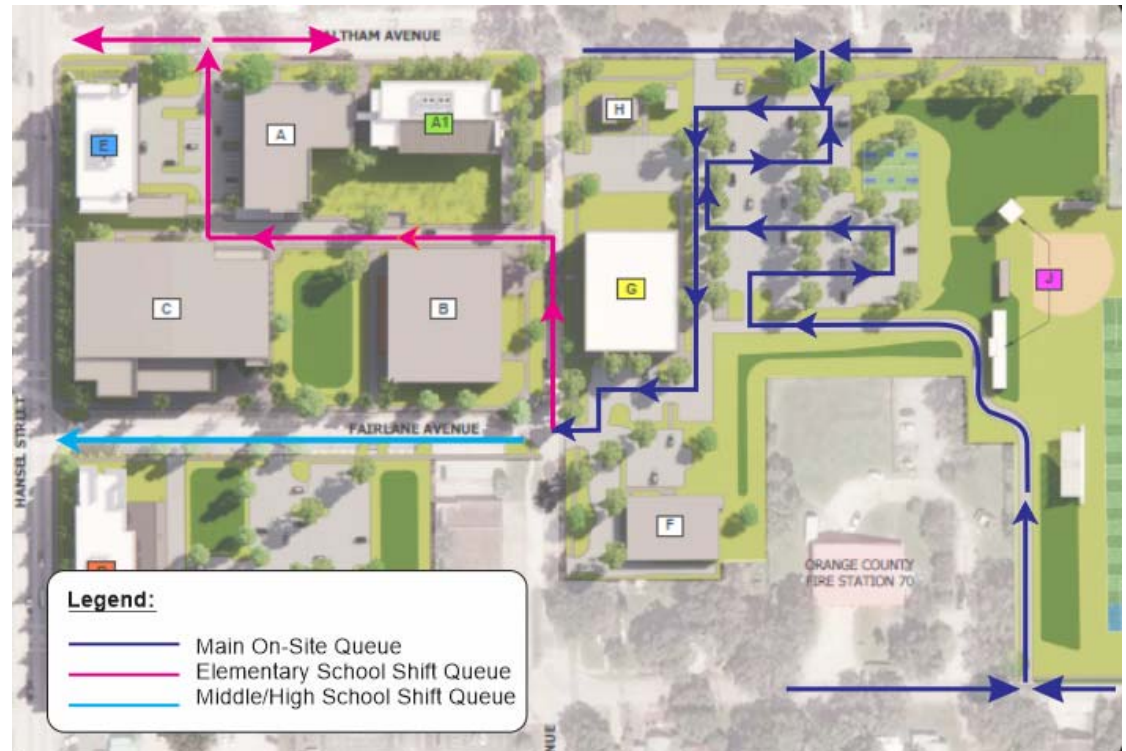 ALTHAM AVENUE
E
A
A1
H
C
B
G
J
HANSEL STREET
FAIRLANE AVENUE
F
ORANGE COUNTY
FIRE STATION 70
Legend:
Main On-Site Queue
Elementary School Shift Queue
Middle/High School Shift Queue
NUE